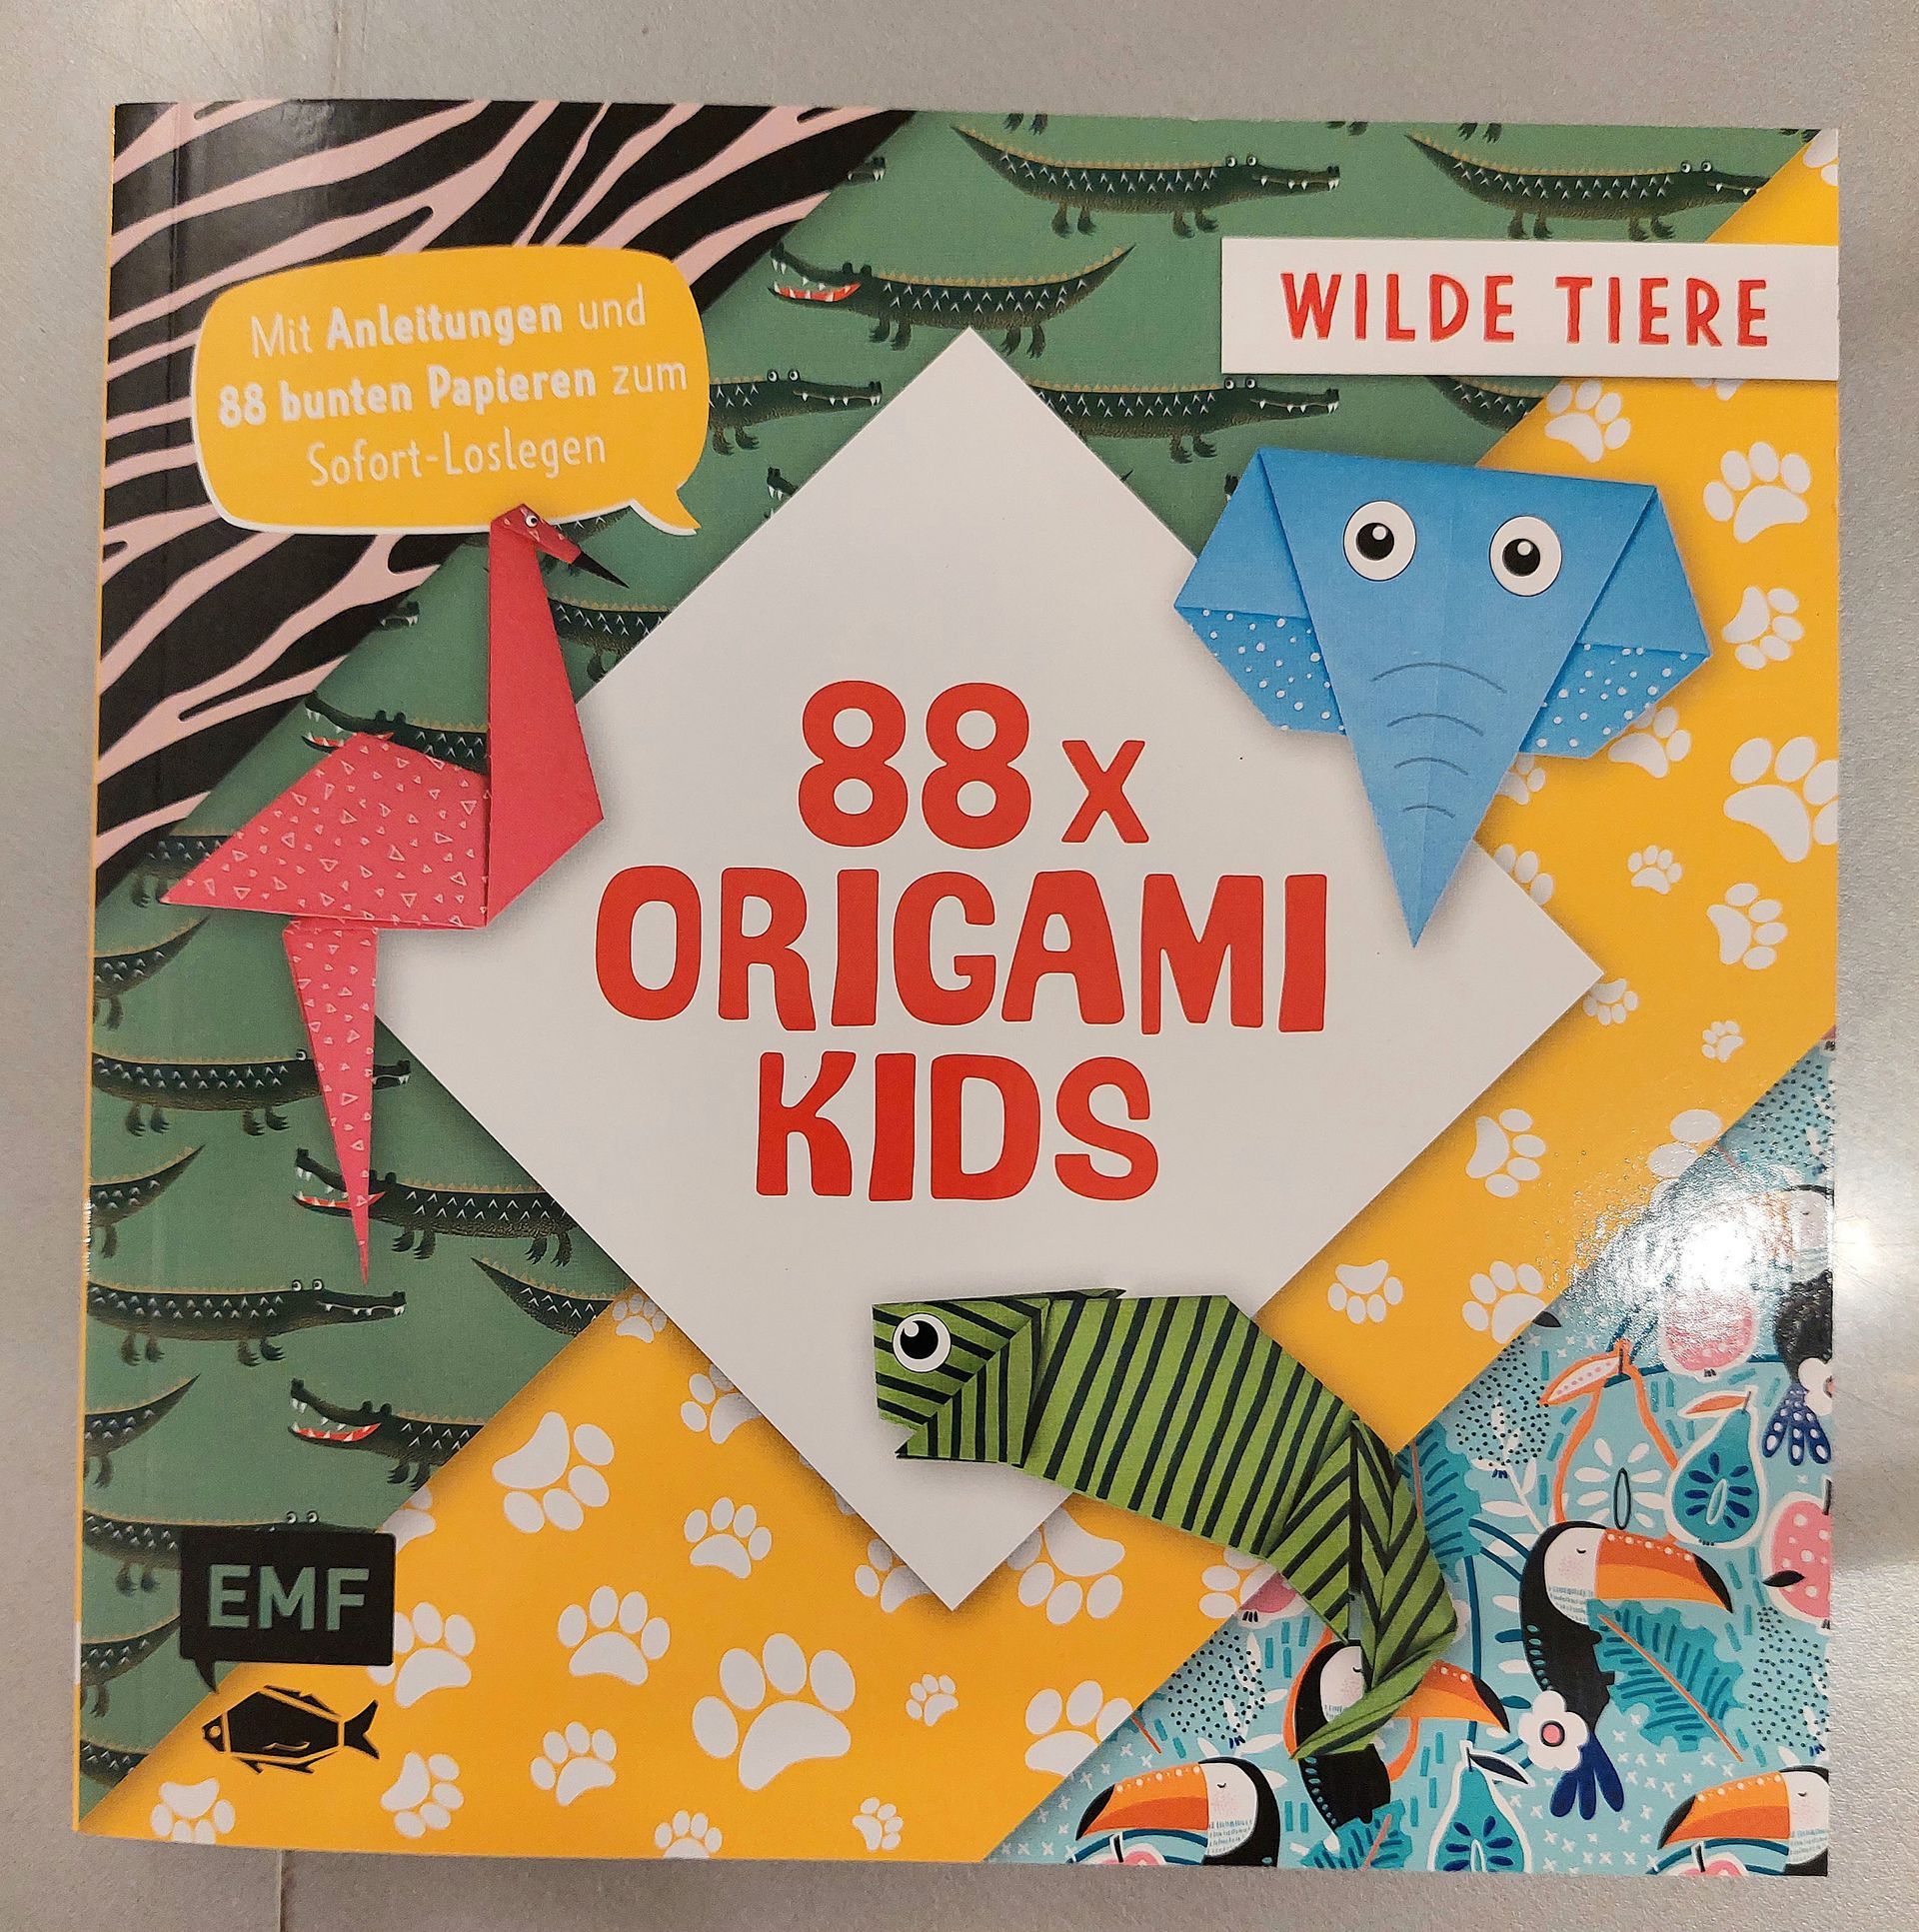 WILDE TIERE
Mit Anleitungen und
88 bunten Papieren zum
Sofort-Loslegen
88 x
ORIGAMI
KIDS
EMF